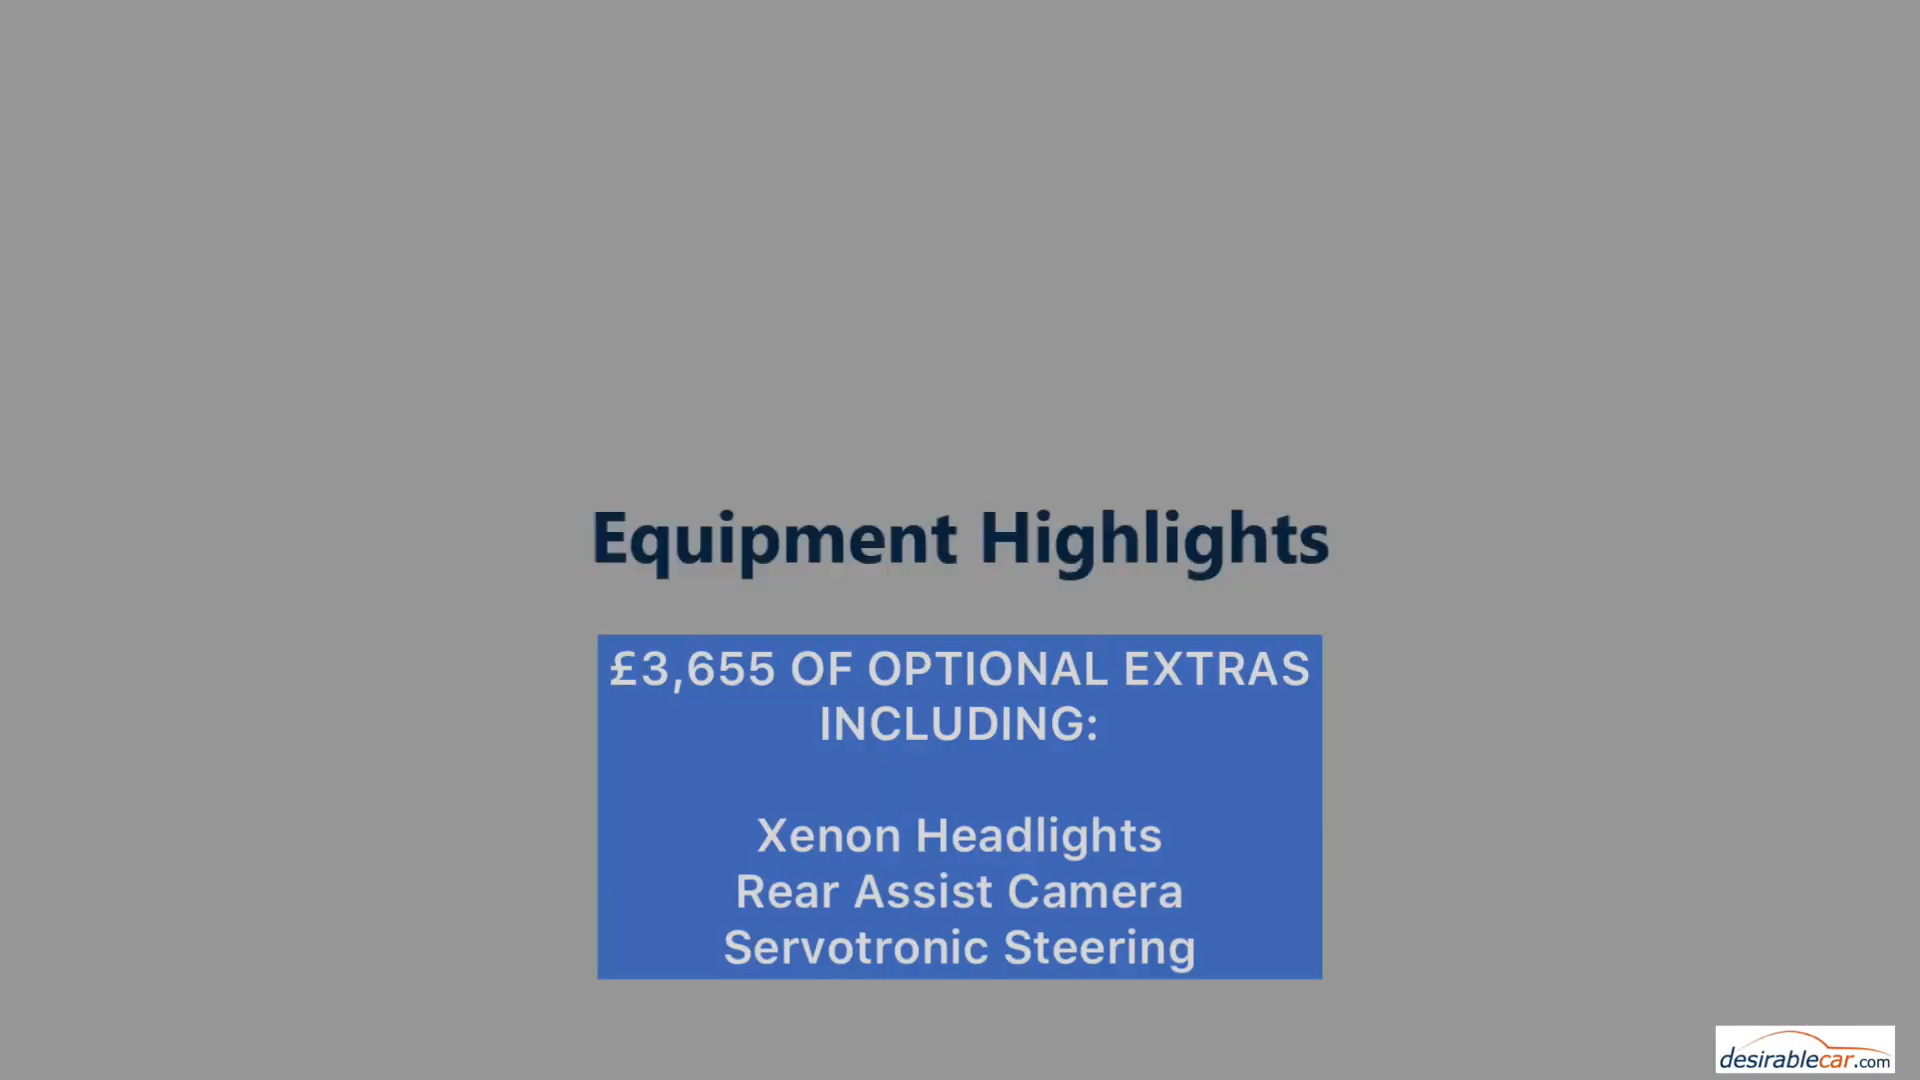 Equipment Highlights
£3,655 OF OPTIONAL EXTRAS
INCLUDING:
Xenon Headlights
Rear Assist Camera
Servotronic Steering
desirablecar.com